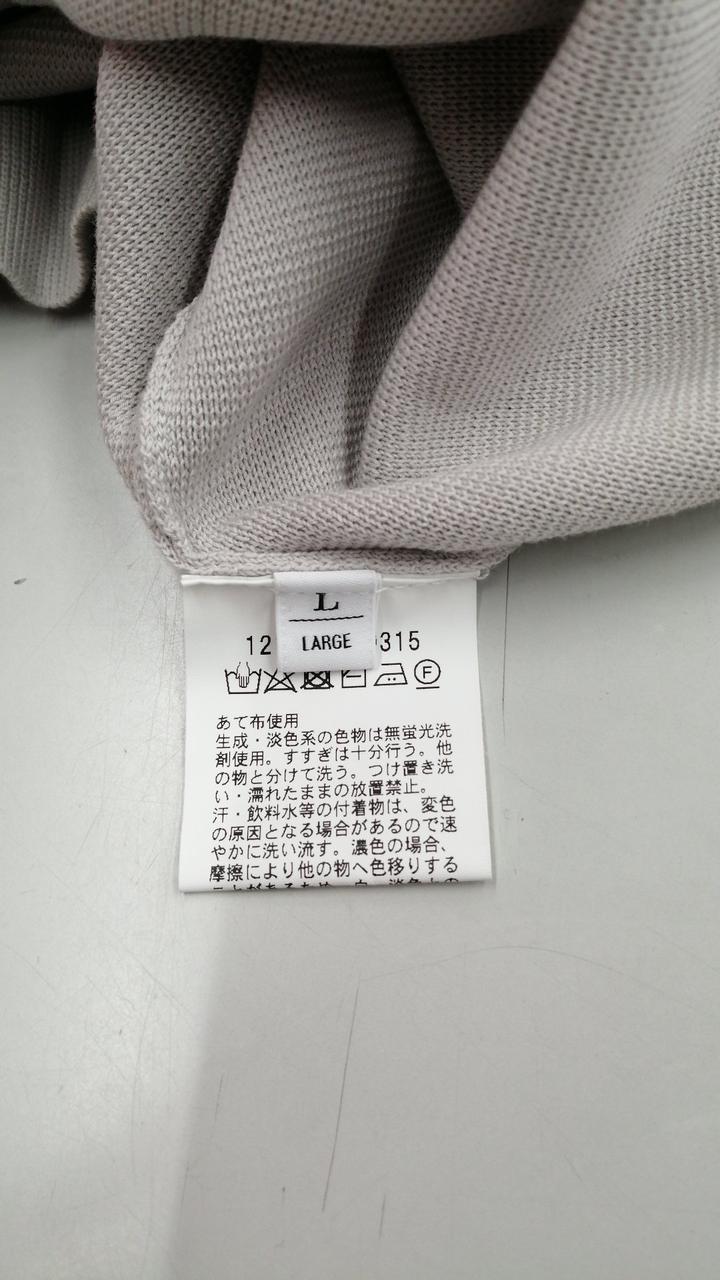 L
LARGE
12 315
F
あて布使用
生成・淡色系の色物は無蛍光洗
剤使用。すすぎは十分行う。他
の物と分けて洗う。つけ置き洗
い・濡れたままの放置禁止。
汗・飲料水等の付着物は、変色
の原因となる場合があるので速
やかに洗い流す。濃色の場合、
摩擦により他の物へ色移りする